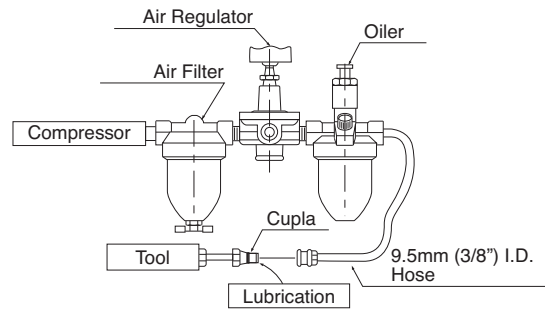 Air Regulator
Oiler
Air Filter
Compressor
Cupla
Tool
9.5mm (3/8”) I.D.
Hose
Lubrication